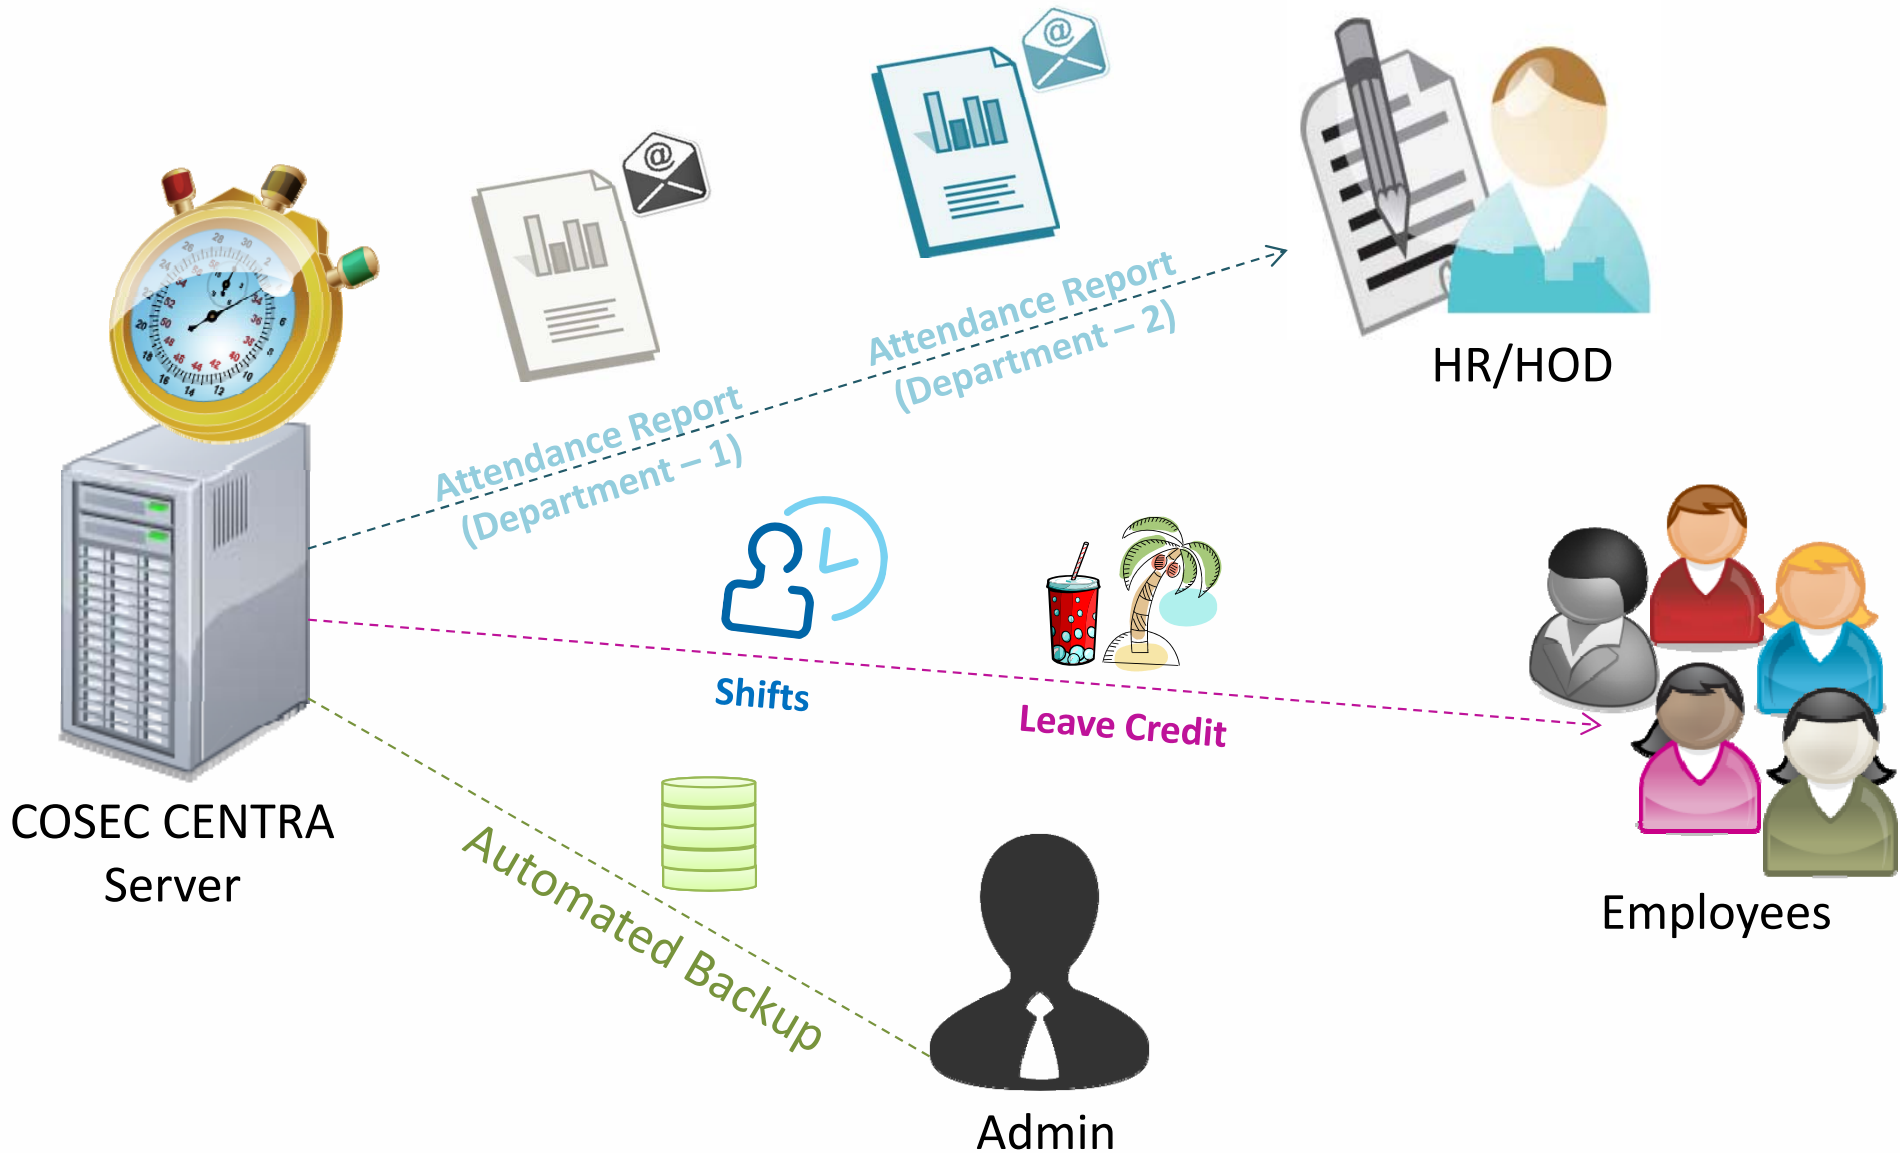 @
@
Attendance Report
(Department – 2)
HR/HOD
Attendance Report
(Department – 1)
Shifts
Leave Credit
COSEC CENTRA
Server
Automated Backup
Employees
Admin